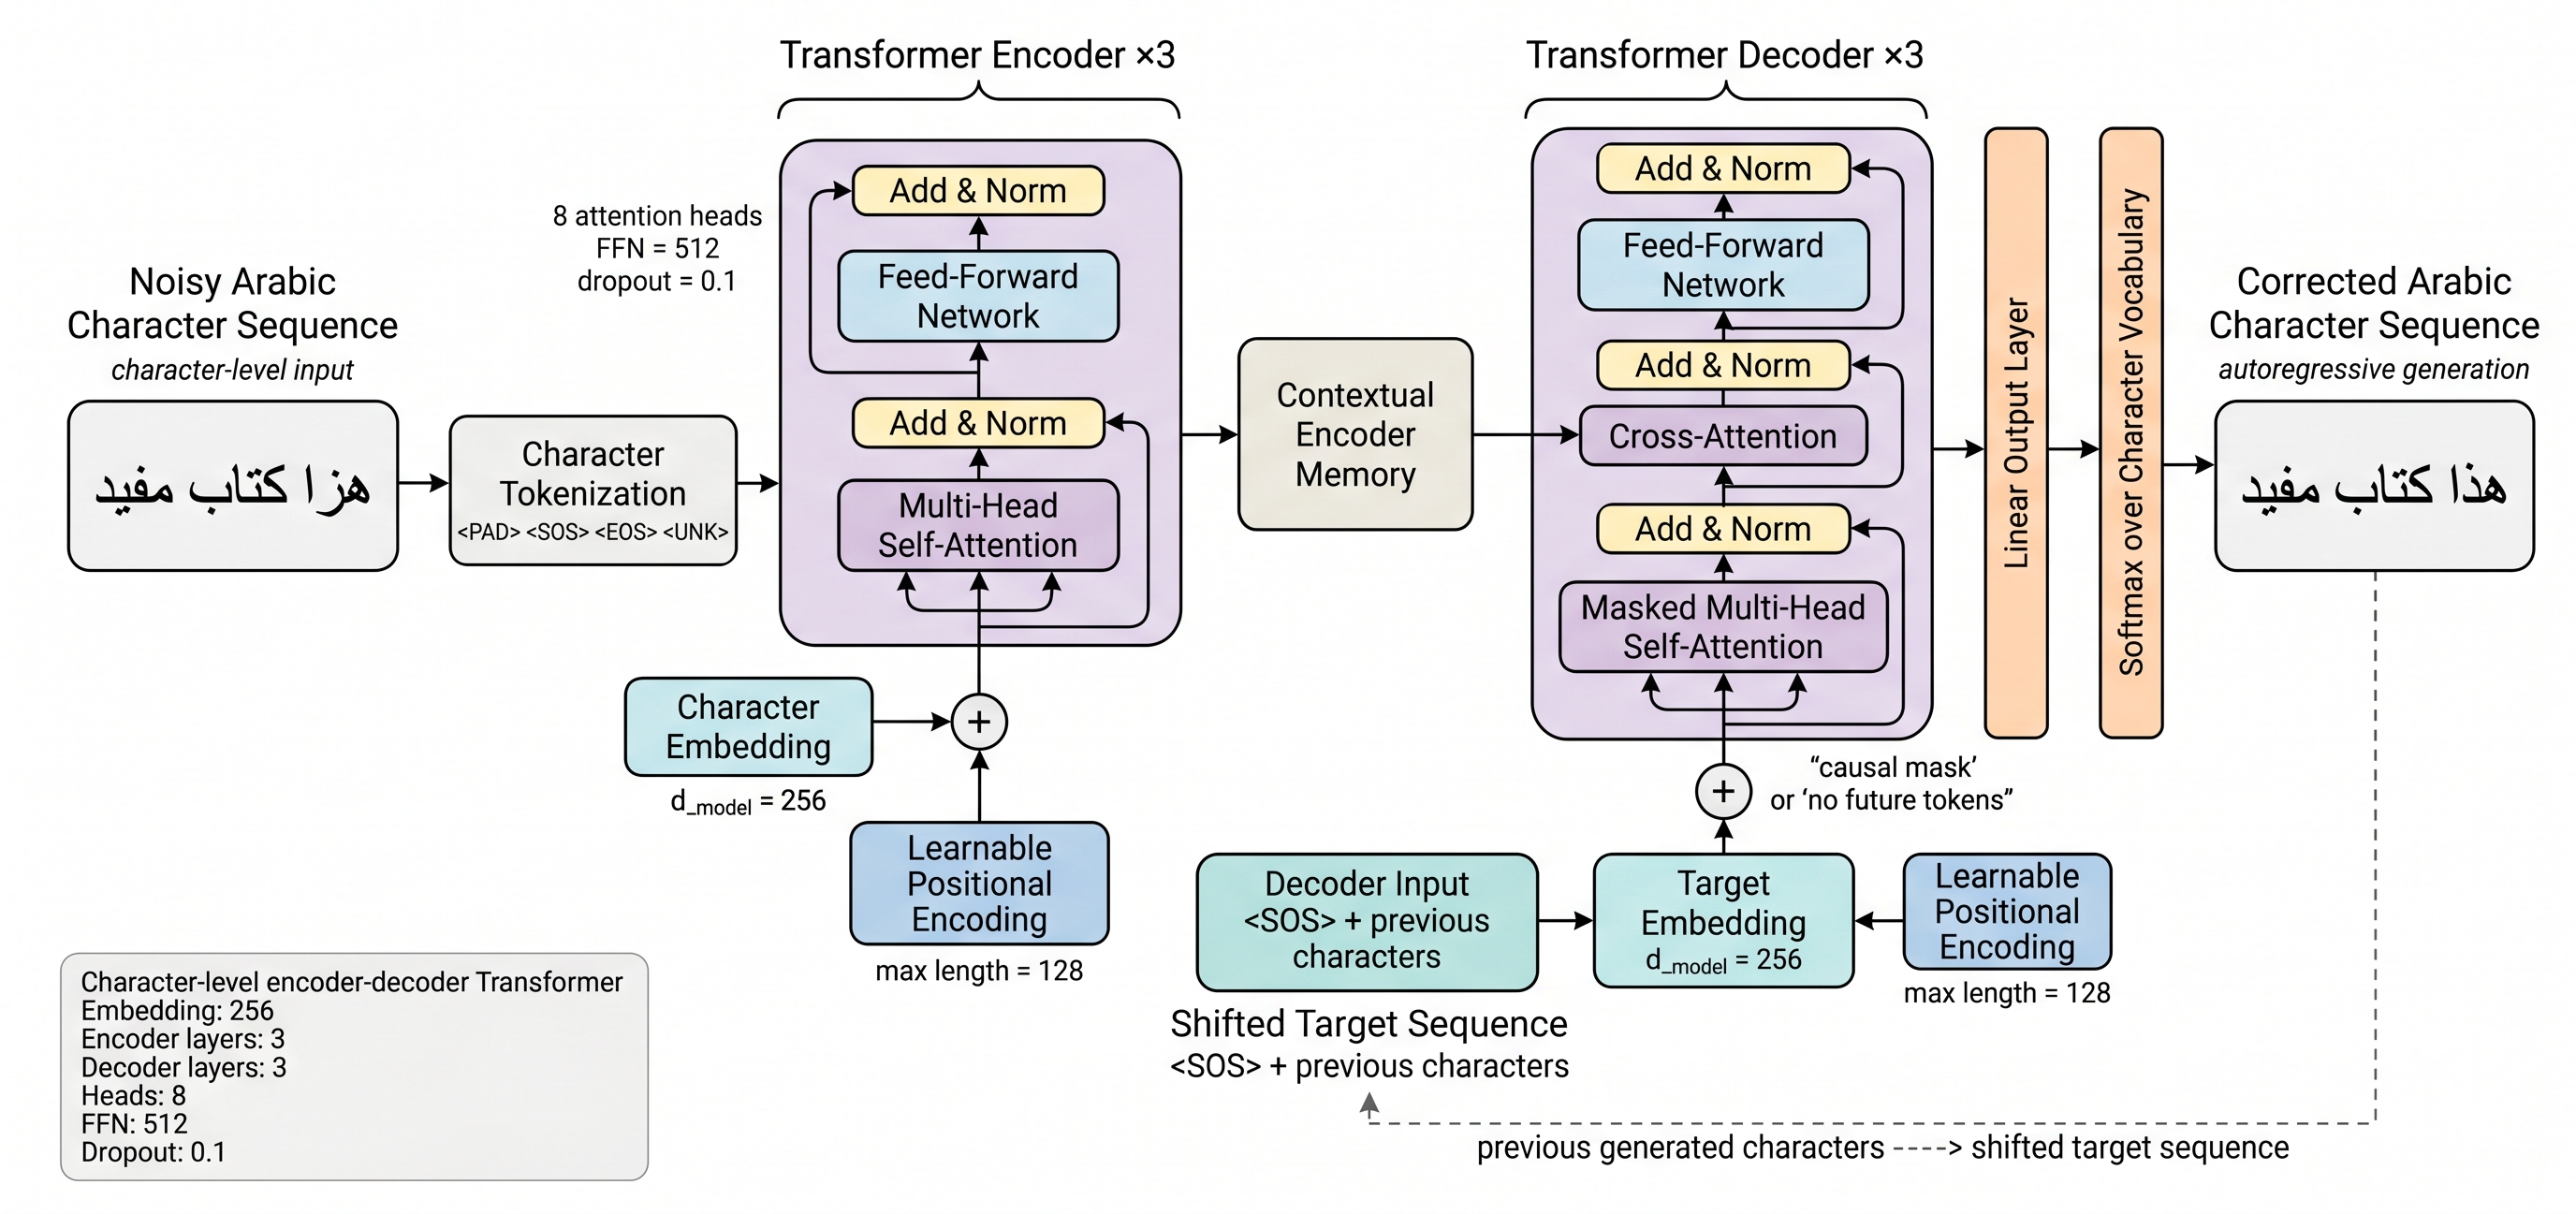 Transformer Encoder ×3
Transformer Decoder ×3
8 attention heads
FFN = 512
dropout = 0.1
Noisy Arabic
Character Sequence
character-level input
هزا كتاب مفيد
Character
Tokenization
<PAD> <SOS> <EOS> <UNK>
Add & Norm
Feed-Forward
Network
Add & Norm
Multi-Head
Self-Attention
Character
Embedding
d_model = 256
+
Learnable
Positional
Encoding
max length = 128
Contextual
Encoder
Memory
Add & Norm
Feed-Forward
Network
Add & Norm
Cross-Attention
Add & Norm
Masked Multi-Head
Self-Attention
+
“causal mask’
or ‘no future tokens”
Decoder Input
<SOS> + previous
characters
Shifted Target Sequence
<SOS> + previous characters
Target
Embedding
d_model = 256
Learnable
Positional
Encoding
max length = 128
Linear Output Layer
Softmax over Character Vocabulary
Corrected Arabic
Character Sequence
autoregressive generation
هذا كتاب مفيد
previous generated characters ----> shifted target sequence
Character-level encoder-decoder Transformer
Embedding: 256
Encoder layers: 3
Decoder layers: 3
Heads: 8
FFN: 512
Dropout: 0.1